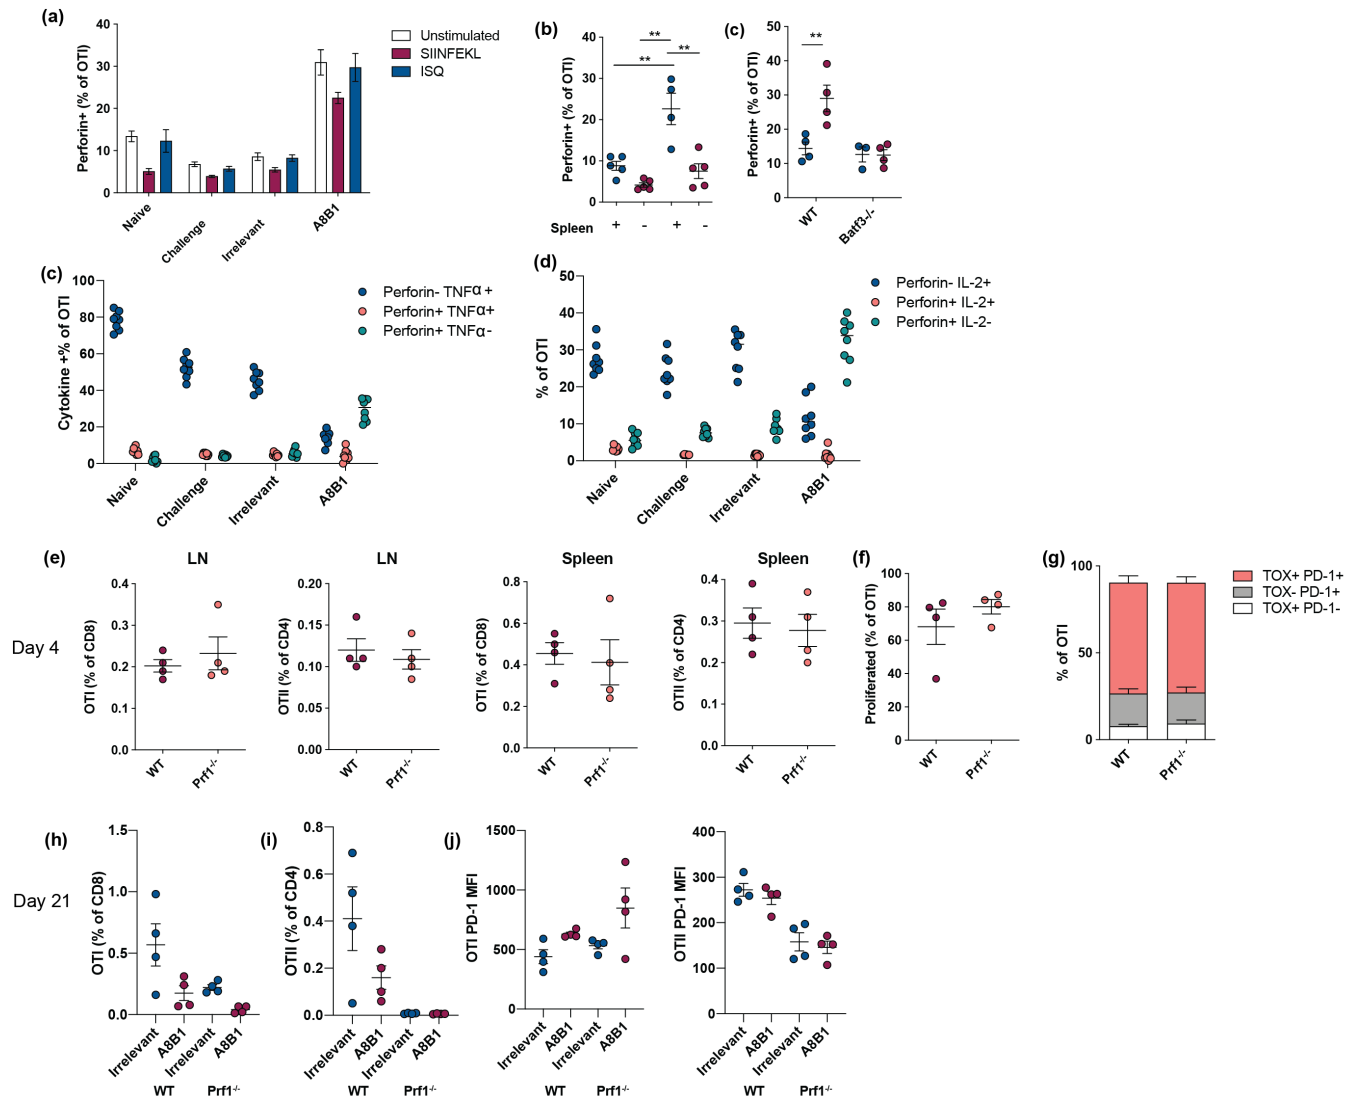 (a)
Perforin+ (% of OTI)
40
30
20
10
0
Naive
Challenge
Irrelevant
A8B1
Unstimulated
SIINFEKL
ISQ
(b)
Perforin+ (% of OTI)
40
30
20
10
0
**
**
**
Spleen + - + -
(c)
Perforin+ (% of OTI)
50
40
30
20
10
0
**
WT
Batf3-/-
(c)
Cytokine +% of OTI
100
80
60
40
20
0
Naive
Challenge
Irrelevant
A8B1
Perforin- TNFα+
Perforin+ TNFα+
Perforin+ TNFα-
(d)
% of OTI
50
40
30
20
10
0
Naive
Challenge
Irrelevant
A8B1
Perforin- IL-2+
Perforin+ IL-2+
Perforin+ IL-2-
Day 4
(e)
LN
OTI (% of CD8)
0.4
0.3
0.2
0.1
0.0
WT
Prf1-/-
LN
OTII (% of CD4)
0.20
0.15
0.10
0.05
0.00
WT
Prf1-/-
Spleen
OTI (% of CD8)
0.8
0.6
0.4
0.2
0.0
WT
Prf1-/-
Spleen
OTII (% of CD4)
0.4
0.3
0.2
0.1
0.0
WT
Prf1-/-
(f)
Proliferated (% of OTI)
100
80
60
40
20
0
WT
Prf1-/-
(g)
% of OTI
100
50
0
WT
Prf1-/-
TOX+ PD-1+
TOX- PD-1+
TOX+ PD-1-
Day 21
(h)
OTI (% of CD8)
1.5
1.0
0.5
0.0
Irrelevant
A8B1
Irrelevant
A8B1
WT Prf1-/-
(i)
OTII (% of CD4)
0.8
0.6
0.4
0.2
0.0
Irrelevant
A8B1
Irrelevant
A8B1
WT Prf1-/-
(j)
OTI PD-1 MFI
1500
1000
500
0
Irrelevant
A8B1
Irrelevant
A8B1
WT Prf1-/-
OTII PD-1 MFI
400
300
200
100
0
Irrelevant
A8B1
Irrelevant
A8B1
WT Prf1-/-